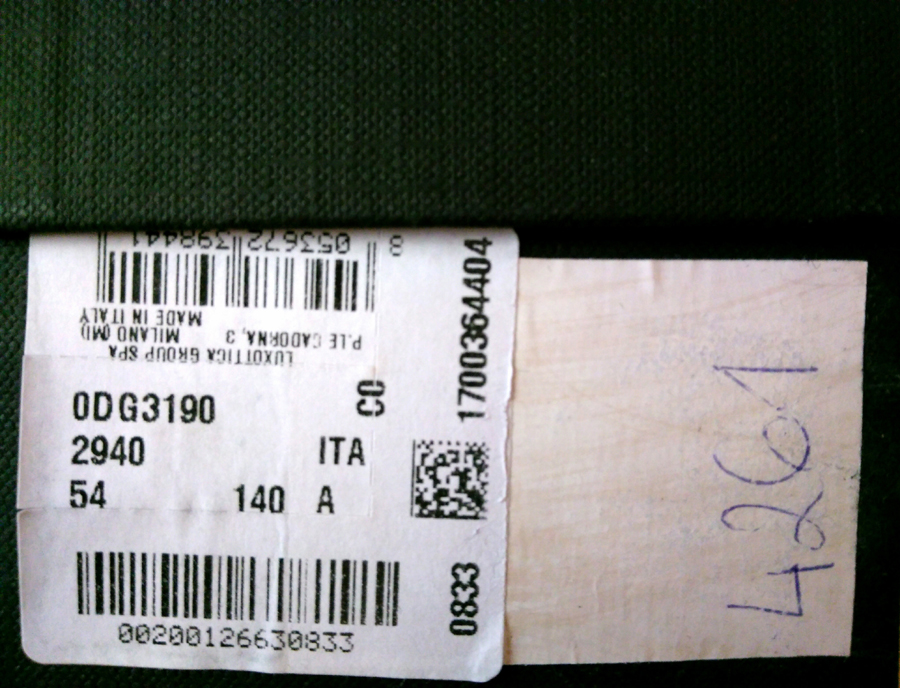 8 053672 398441
MADE IN ITALY
P.LE CADORNA, 3 MILANO (MI)
LUXOTTICA GROUP SPA
0DG3190 CO
2940 ITA
54 140 A
00200126630833
1700364404
0833
4261